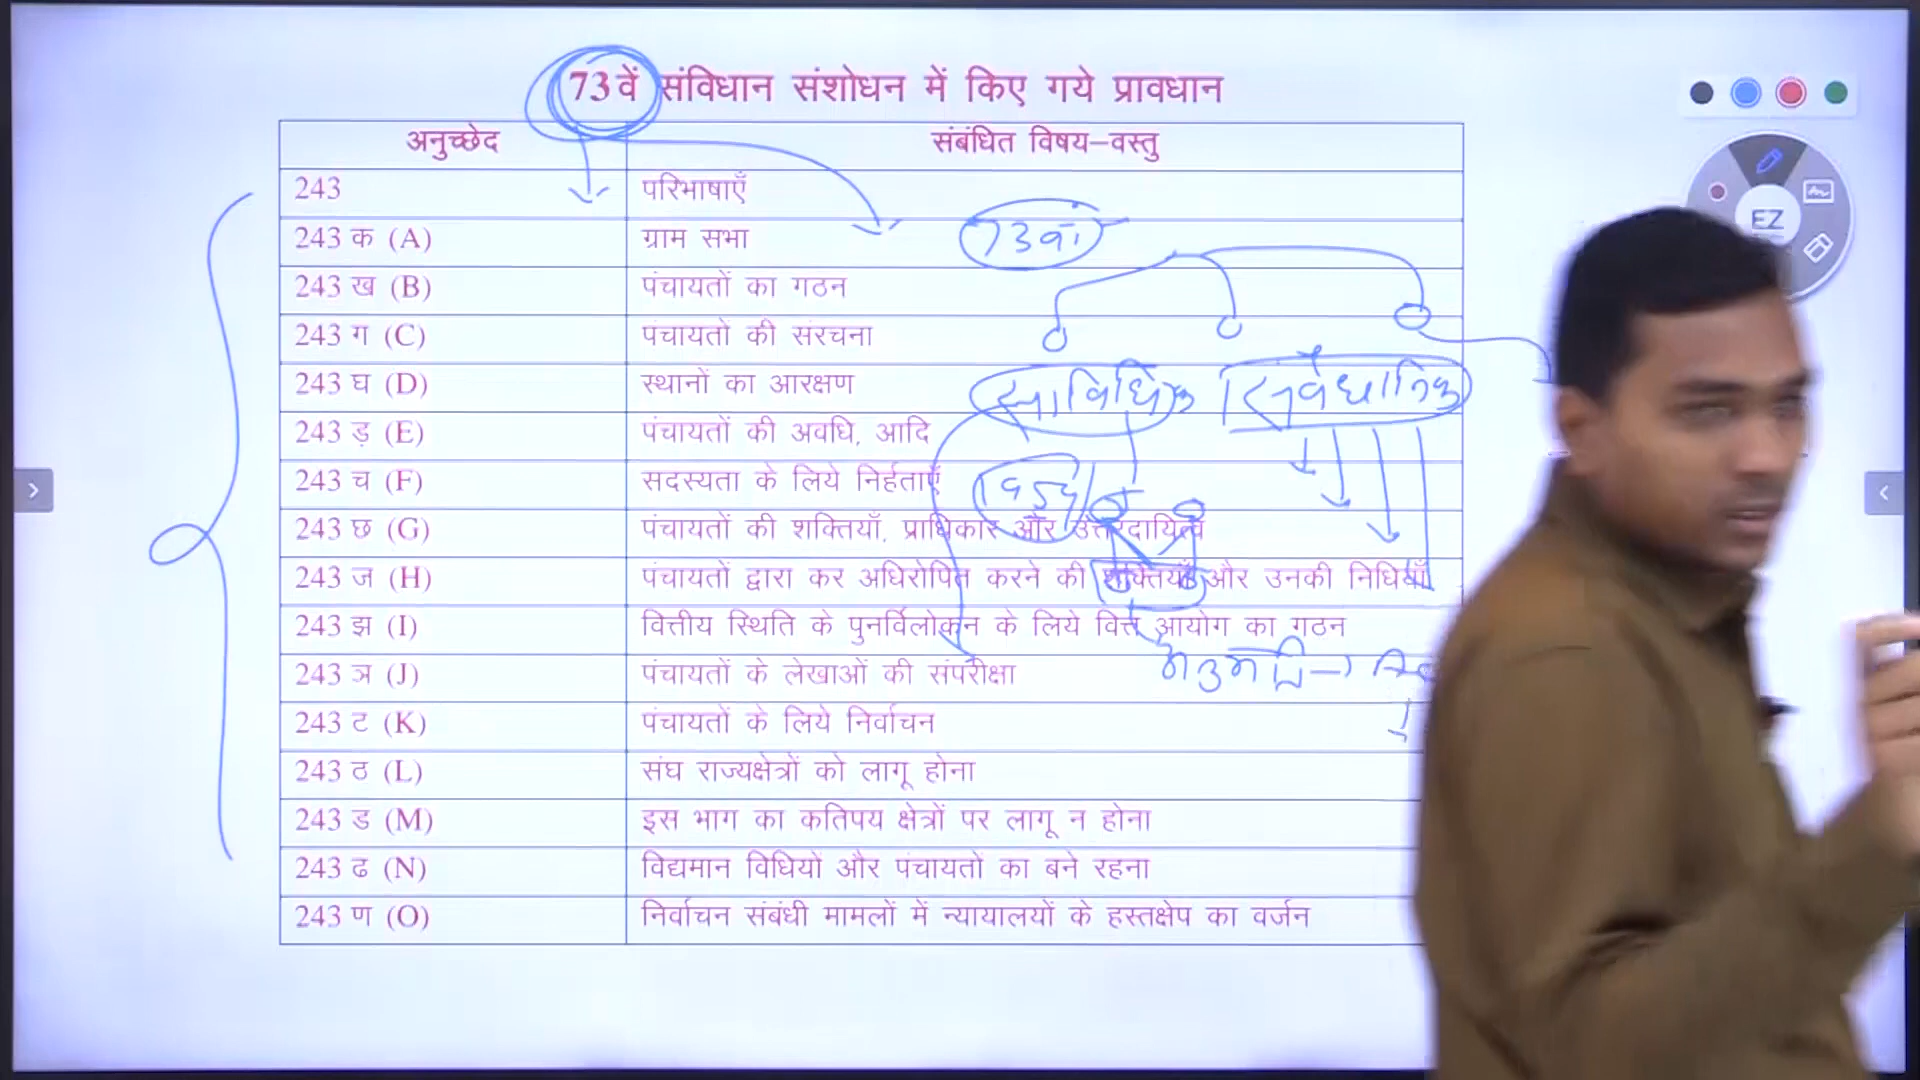 73वें संविधान संशोधन में किए गये प्रावधान
अनुच्छेद संबंधित विषय–वस्तु
243 परिभाषाएँ
243 क (A) ग्राम सभा
73वां
243 ख (B) पंचायतों का गठन
243 ग (C) पंचायतों की संरचना
243 घ (D) स्थानों का आरक्षण
सांविधिक संवैधानिक
243 ड़ (E) पंचायतों की अवधि, आदि
243 च (F) सदस्यता के लिये निर्हताएँ
243 छ (G) पंचायतों की शक्तियाँ, प्राधिकार और उत्तरदायित्व
243 ज (H) पंचायतों द्वारा कर अधिरोपित करने की शक्तियाँ और उनकी निधियाँ
243 झ (I) वित्तीय स्थिति के पुनर्विलोकन के लिये वित्त आयोग का गठन
243 ञ (J) पंचायतों के लेखाओं की संपरीक्षा
243 ट (K) पंचायतों के लिये निर्वाचन
243 ठ (L) संघ राज्यक्षेत्रों को लागू होना
243 ड (M) इस भाग का कतिपय क्षेत्रों पर लागू न होना
243 ढ (N) विद्यमान विधियों और पंचायतों का बने रहना
243 ण (O) निर्वाचन संबंधी मामलों में न्यायालयों के हस्तक्षेप का वर्जन
EZ